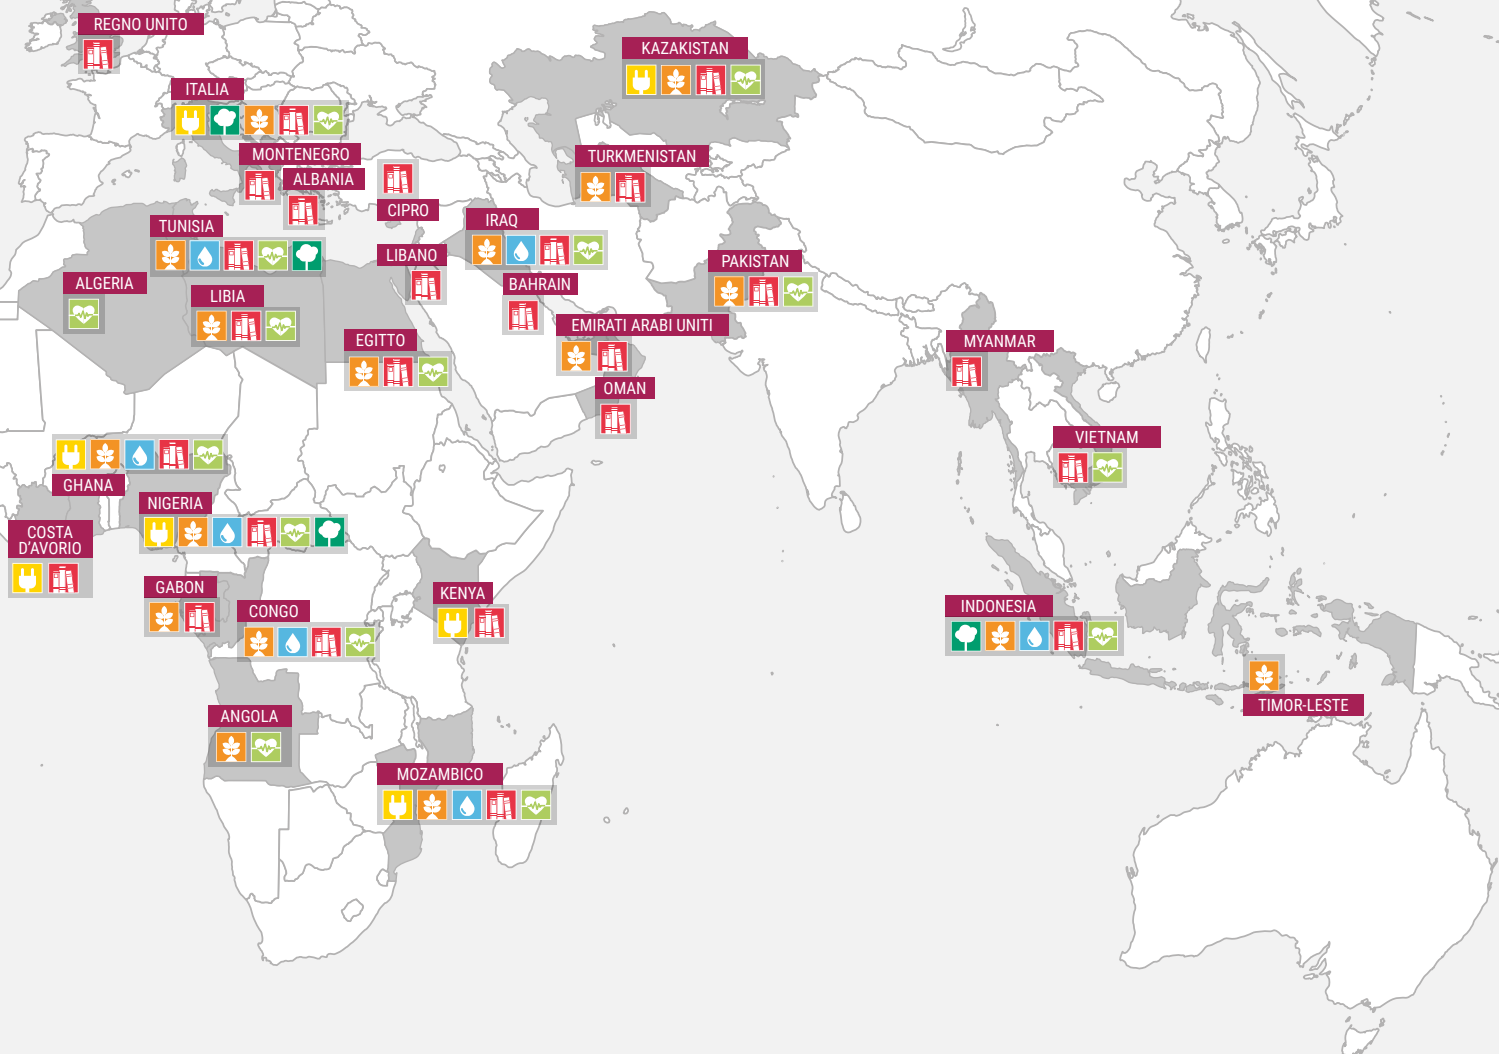 REGNO UNITO
KAZAKISTAN
ITALIA
MONTENEGRO
TURKMENISTAN
ALBANIA
CIPRO
TUNISIA
IRAQ
LIBANO
PAKISTAN
ALGERIA
BAHRAIN
LIBIA
EMIRATI ARABI UNITI
EGITTO
MYANMAR
OMAN
VIETNAM
GHANA
NIGERIA
COSTA
D'AVORIO
GABON
KENYA
CONGO
INDONESIA
TIMOR-LESTE
ANGOLA
MOZAMBICO